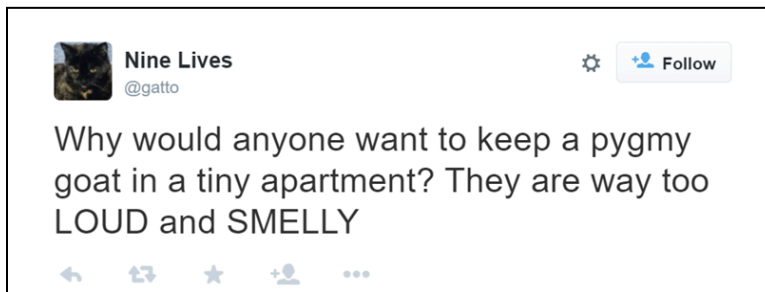 Nine Lives
Follow
@gatto
Why would anyone want to keep a pygmy
goat in a tiny apartment? They are way too
LOUD and SMELLY